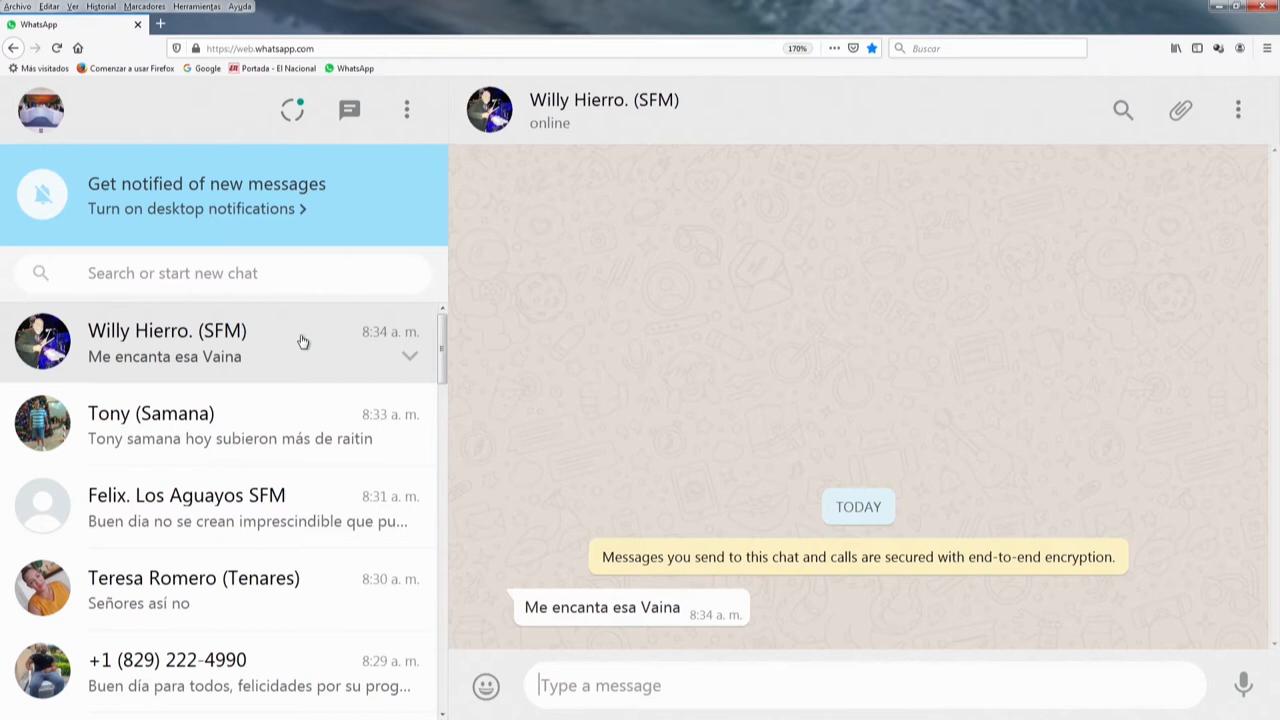 Archivo Editar Ver Historial Marcadores Herramientas Ayuda
WhatsApp
https://web.whatsapp.com
170%
Buscar
Más visitados Comenzar a usar Firefox Google Portada - El Nacional WhatsApp
Get notified of new messages
Turn on desktop notifications
Search or start new chat
Willy Hierro. (SFM) 8:34 a. m.
Me encanta esa Vaina
Tony (Samana) 8:33 a. m.
Tony samana hoy subieron más de raitin
Felix. Los Aguayos SFM 8:31 a. m.
Buen dia no se crean imprescindible que pu...
Teresa Romero (Tenares) 8:30 a. m.
Señores así no
+1 (829) 222-4990 8:29 a. m.
Buen día para todos, felicidades por su prog...
Willy Hierro. (SFM)
online
TODAY
Messages you send to this chat and calls are secured with end-to-end encryption.
Me encanta esa Vaina 8:34 a. m.
Type a message